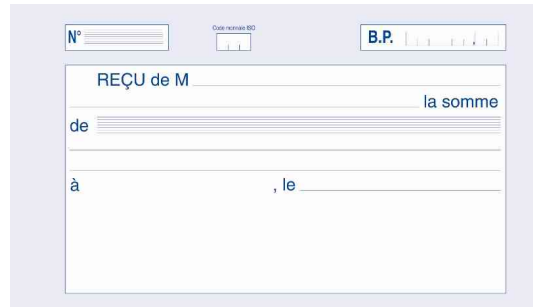 N°
Code monnaie ISO
B.P.
REÇU de M
la somme
de
à , le